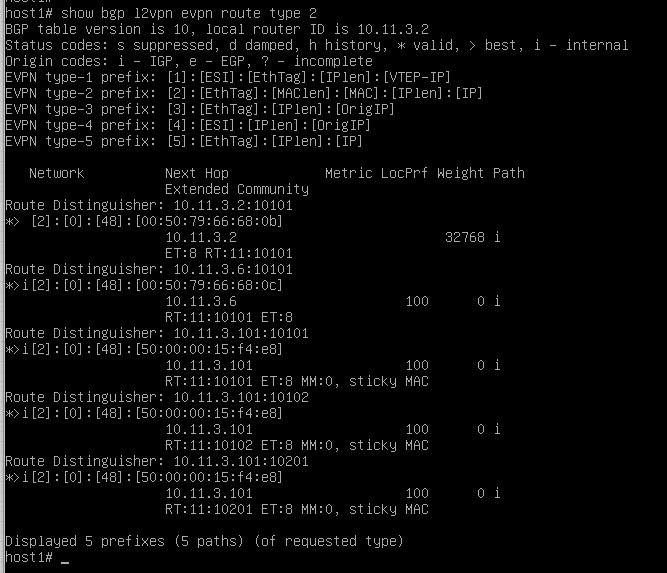 host1# show bgp l2vpn evpn route type 2
BGP table version is 10, local router ID is 10.11.3.2
Status codes: s suppressed, d damped, h history, * valid, > best, i - internal
Origin codes: i - IGP, e - EGP, ? - incomplete
EVPN type-1 prefix: [1]:[ESI]:[EthTag]:[IPlen]:[VTEP-IP]
EVPN type-2 prefix: [2]:[EthTag]:[MAClen]:[MAC]:[IPlen]:[IP]
EVPN type-3 prefix: [3]:[EthTag]:[IPlen]:[OrigIP]
EVPN type-4 prefix: [4]:[ESI]:[IPlen]:[OrigIP]
EVPN type-5 prefix: [5]:[EthTag]:[IPlen]:[IP]
Network Next Hop Metric LocPrf Weight Path
Extended Community
Route Distinguisher: 10.11.3.2:10101
*> [2]:[0]:[48]:[00:50:79:66:68:0b]
10.11.3.2 32768 i
ET:8 RT:11:10101
Route Distinguisher: 10.11.3.6:10101
*>i[2]:[0]:[48]:[00:50:79:66:68:0c]
10.11.3.6 100 0 i
RT:11:10101 ET:8
Route Distinguisher: 10.11.3.101:10101
*>i[2]:[0]:[48]:[50:00:00:15:f4:e8]
10.11.3.101 100 0 i
RT:11:10101 ET:8 MM:0, sticky MAC
Route Distinguisher: 10.11.3.101:10102
*>i[2]:[0]:[48]:[50:00:00:15:f4:e8]
10.11.3.101 100 0 i
RT:11:10102 ET:8 MM:0, sticky MAC
Route Distinguisher: 10.11.3.101:10201
*>i[2]:[0]:[48]:[50:00:00:15:f4:e8]
10.11.3.101 100 0 i
RT:11:10201 ET:8 MM:0, sticky MAC
Displayed 5 prefixes (5 paths) (of requested type)
host1# _